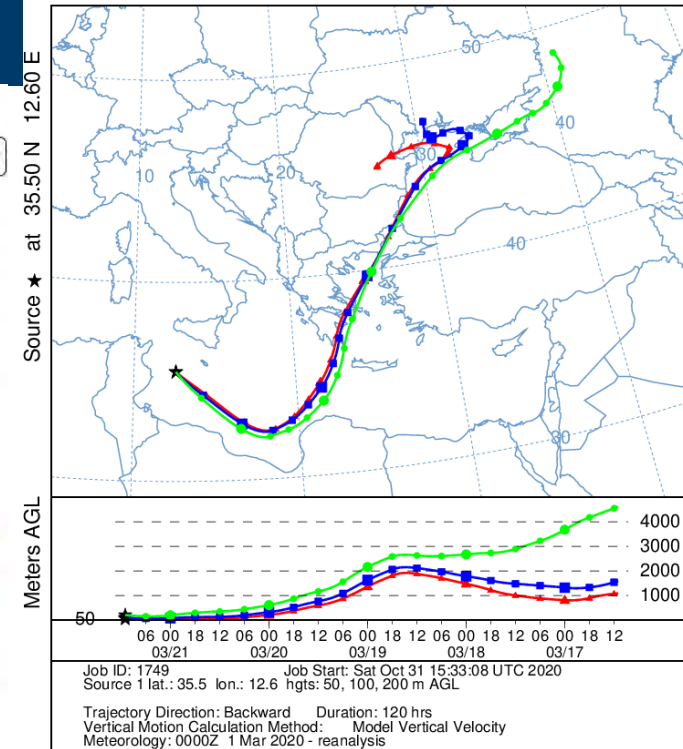 Source ★ at 35.50 N 12.60 E
50
40
30
10
20
40
30
Meters AGL
4000
3000
2000
1000
50
06 00 18 12 06 00 18 12 06 00 18 12 06 00 18 12 06 00 18 12
03/21 03/20 03/19 03/18 03/17
Job ID: 1749 Job Start: Sat Oct 31 15:33:08 UTC 2020
Source 1 lat.: 35.5 lon.: 12.6 hgts: 50, 100, 200 m AGL
Trajectory Direction: Backward Duration: 120 hrs
Vertical Motion Calculation Method: Model Vertical Velocity
Meteorology: 0000Z 1 Mar 2020 - reanalysis